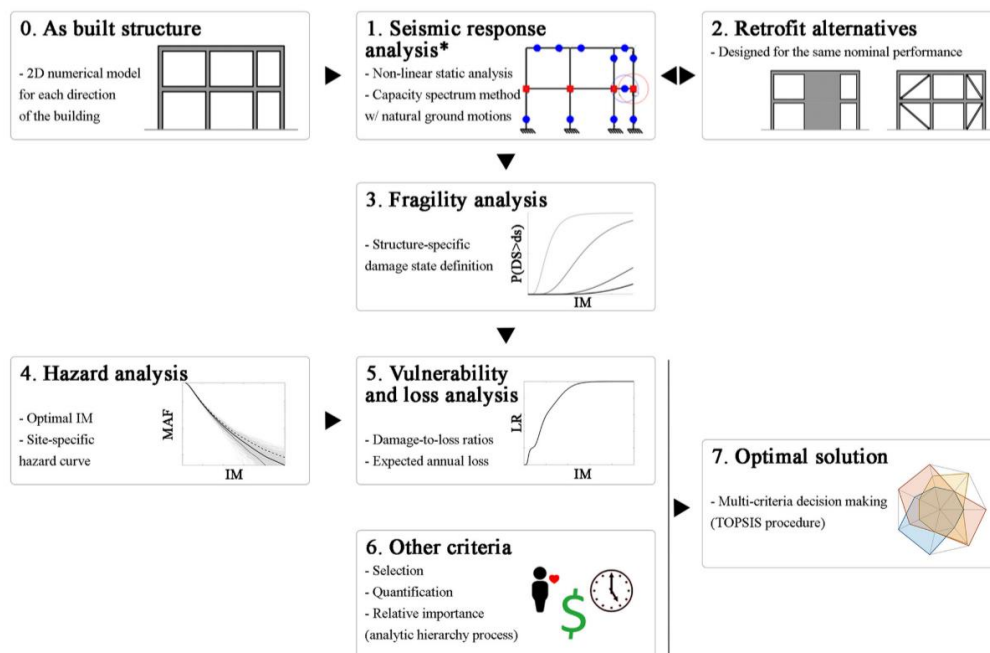 0. As built structure
- 2D numerical model
for each direction
of the building
1. Seismic response
analysis*
- Non-linear static analysis
- Capacity spectrum method
w/ natural ground motions
2. Retrofit alternatives
- Designed for the same nominal performance
3. Fragility analysis
- Structure-specific
damage state definition
P(DS>ds)
IM
4. Hazard analysis
- Optimal IM
- Site-specific
hazard curve
MAF
IM
5. Vulnerability
and loss analysis
- Damage-to-loss ratios
- Expected annual loss
LR
IM
6. Other criteria
- Selection
- Quantification
- Relative importance
(analytic hierarchy process)
$
7. Optimal solution
- Multi-criteria decision making
(TOPSIS procedure)